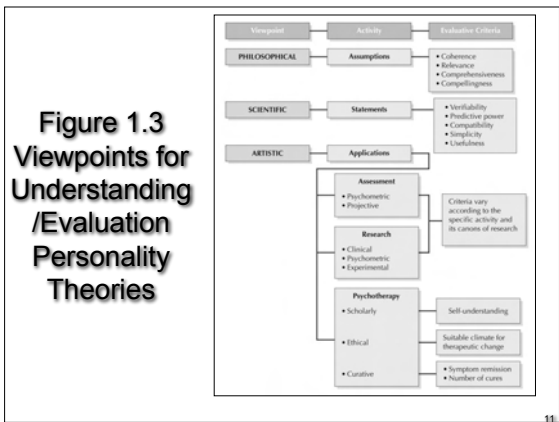 Figure 1.3
Viewpoints for
Understanding
/Evaluation
Personality
Theories
Viewpoint
Activity
Evaluative Criteria
PHILOSOPHICAL
Assumptions
• Coherence
• Relevance
• Comprehensiveness
• Compellingness
SCIENTIFIC
Statements
• Verifiability
• Predictive power
• Compatibility
• Simplicity
• Usefulness
ARTISTIC
Applications
Assessment
• Psychometric
• Projective
Research
• Clinical
• Psychometric
• Experimental
Criteria vary
according to the
specific activity and
its canons of research
Psychotherapy
• Scholarly
Self-understanding
• Ethical
Suitable climate for
therapeutic change
• Curative
• Symptom remission
• Number of cures
11